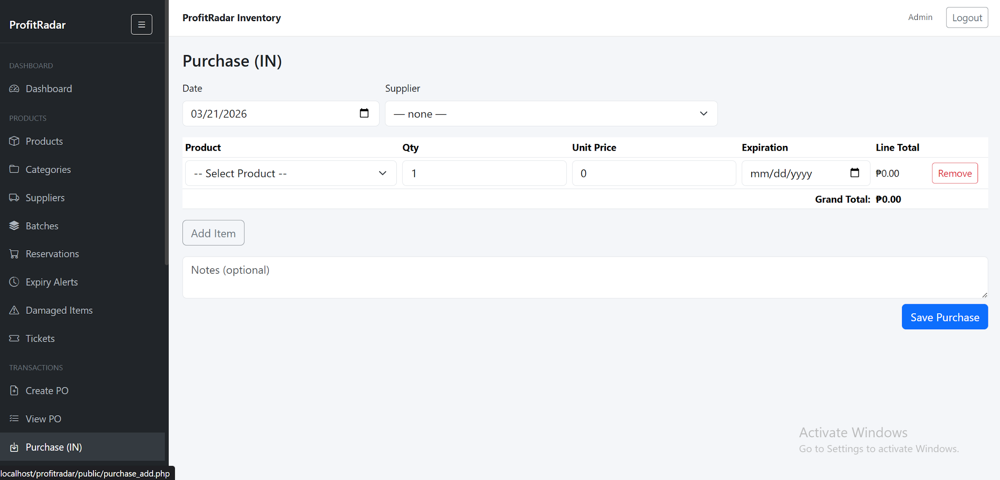 ProfitRadar
DASHBOARD
Dashboard
PRODUCTS
Products
Categories
Suppliers
Batches
Reservations
Expiry Alerts
Damaged Items
Tickets
TRANSACTIONS
Create PO
View PO
Purchase (IN)
localhost/profitradar/public/purchase_add.php
ProfitRadar Inventory
Admin
Logout
Purchase (IN)
Date
Supplier
03/21/2026
— none —
Product
Qty
Unit Price
Expiration
Line Total
-- Select Product --
1
0
mm/dd/yyyy
₱0.00
Remove
Grand Total: ₱0.00
Add Item
Notes (optional)
Save Purchase
Activate Windows
Go to Settings to activate Windows.